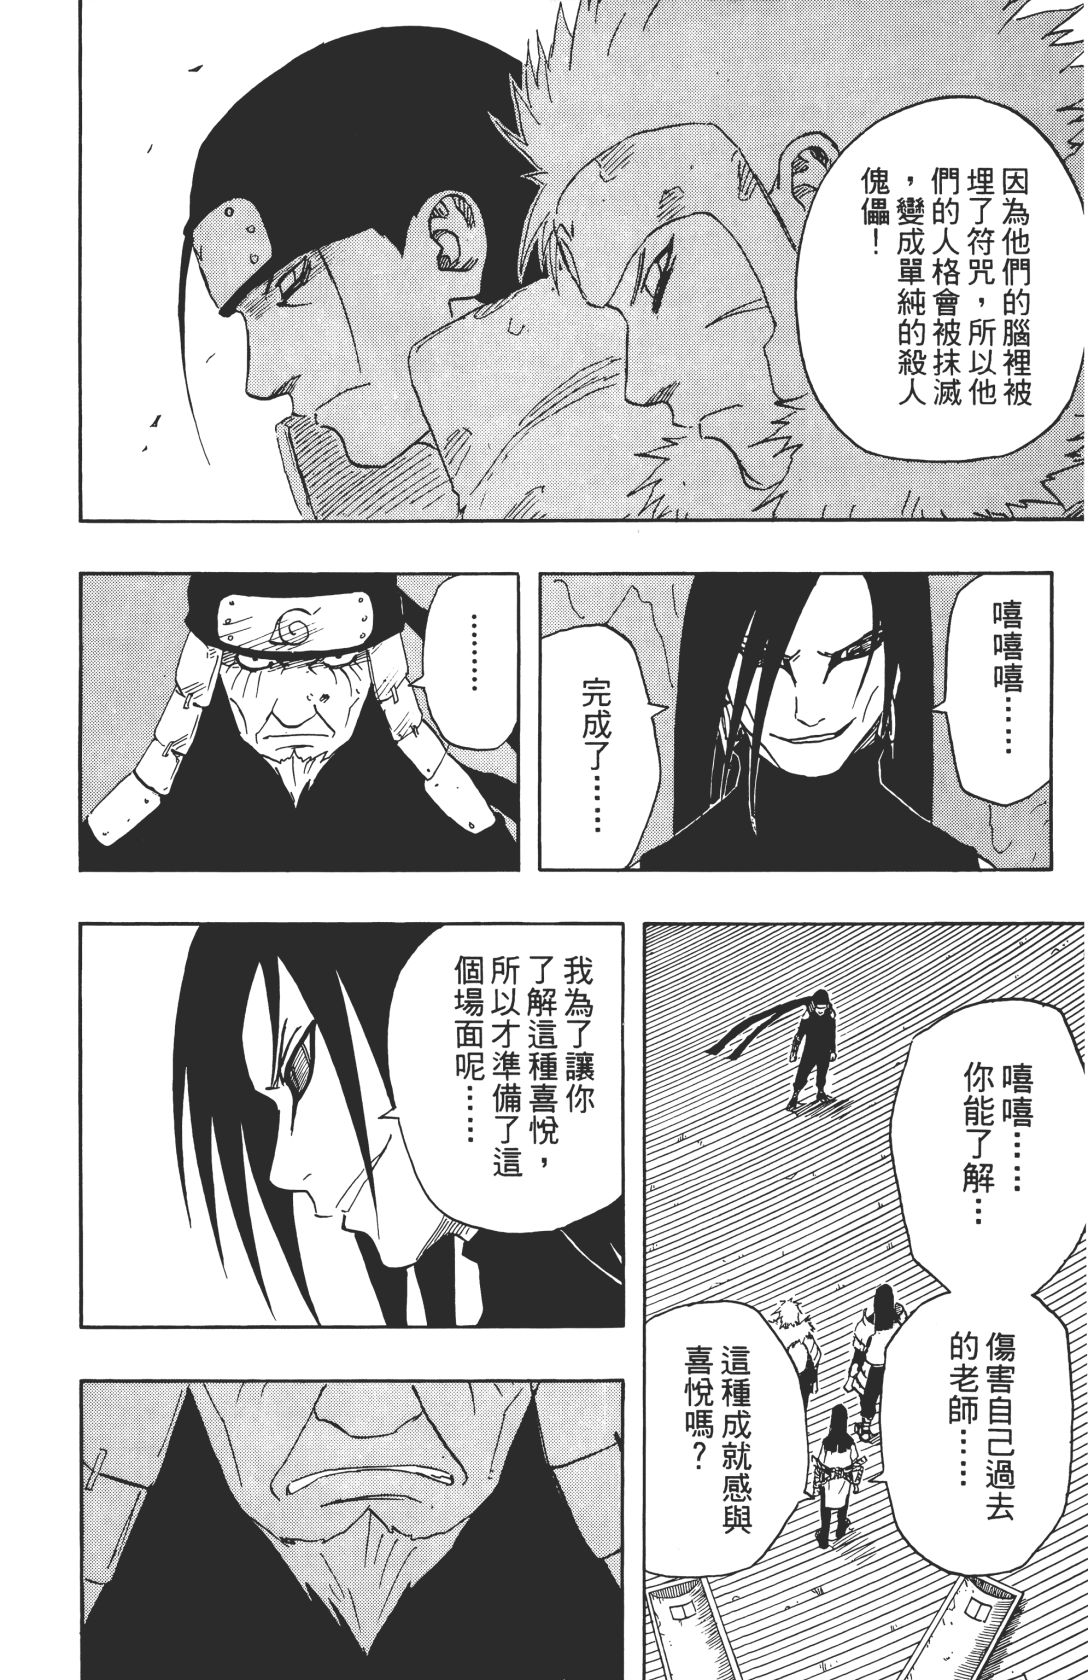 因為他們的腦裡被
埋了符咒，所以他
們的人格會被抹滅
，變成單純的殺人
傀儡！
嘻嘻嘻……
完成了……
………
嘻嘻……
你能了解…
傷害自己過去
的老師……
這種成就感與
喜悅嗎？
我為了讓你
了解這種喜悅，
所以才準備了這
個場面呢……